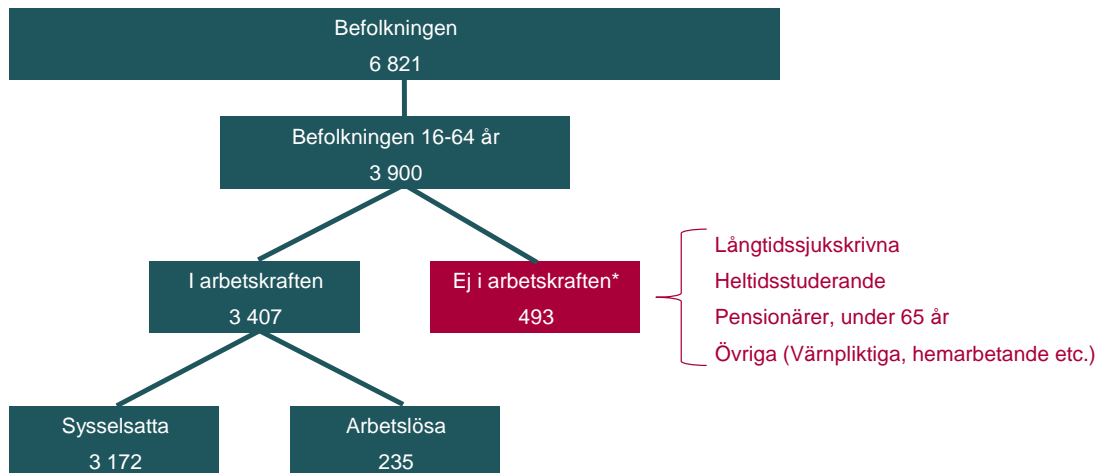 Befolkningen
6 821
Befolkningen 16-64 år
3 900
I arbetskraften
3 407
Ej i arbetskraften*
493
Långtidssjukskrivna
Heltidsstuderande
Pensionärer, under 65 år
Övriga (Värnpliktiga, hemarbetande etc.)
Sysselsatta
3 172
Arbetslösa
235